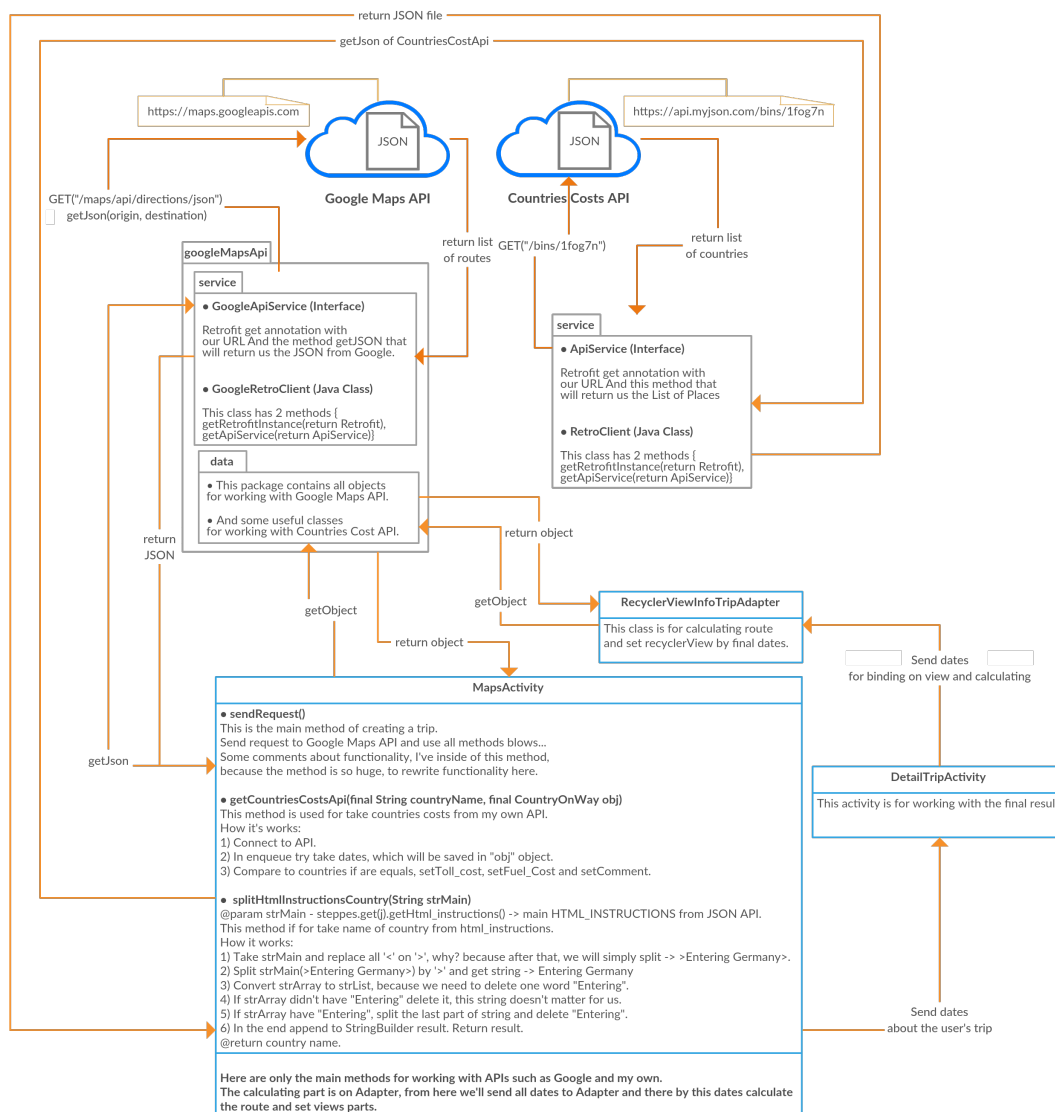 return JSON file
getJson of CountriesCostApi
https://maps.googleapis.com
https://api.myjson.com/bins/1fog7n
JSON
JSON
Google Maps API
Countries Costs API
GET("/maps/api/directions/json")
getJson(origin, destination)
return list
of routes
GET("/bins/1fog7n")
return list
of countries
googleMapsApi
service
● GoogleApiService (Interface)
Retrofit get annotation with
our URL And the method getJSON that
will return us the JSON from Google.
● GoogleRetroClient (Java Class)
This class has 2 methods {
getRetrofitInstance(return Retrofit),
getApiService(return ApiService)}
service
● ApiService (Interface)
Retrofit get annotation with
our URL And this method that
will return us the List of Places
● RetroClient (Java Class)
This class has 2 methods {
getRetrofitInstance(return Retrofit),
getApiService(return ApiService)}
data
● This package contains all objects
for working with Google Maps API.
● And some useful classes
for working with Countries Cost API.
return
JSON
return object
getObject
getObject
return object
RecyclerViewInfoTripAdapter
This class is for calculating route
and set recyclerView by final dates.
Send dates
for binding on view and calculating
getJson
MapsActivity
● sendRequest()
This is the main method of creating a trip.
Send request to Google Maps API and use all methods blows...
Some comments about functionality, I've inside of this method,
because the method is so huge, to rewrite functionality here.
● getCountriesCostsApi(final String countryName, final CountryOnWay obj)
This method is used for take countries costs from my own API.
How it's works:
1) Connect to API.
2) In enqueue try take dates, which will be saved in "obj" object.
3) Compare to countries if are equals, setToll_cost, setFuel_Cost and setComment.
● splitHtmlInstructionsCountry(String strMain)
@param strMain - steppes.get(j).getHtml_instructions() -> main HTML_INSTRUCTIONS from JSON API.
This method if for take name of country from html_instructions.
How it works:
1) Take strMain and replace all '<' on '>', why? because after that, we will simply split -> >Entering Germany>.
2) Split strMain(>Entering Germany>) by '>' and get string -> Entering Germany
3) Convert strArray to strList, because we need to delete one word "Entering".
4) If strArray didn't have "Entering" delete it, this string doesn't matter for us.
5) If strArray have "Entering", split the last part of string and delete "Entering".
6) In the end append to StringBuilder result. Return result.
@return country name.
Here are only the main methods for working with APIs such as Google and my own.
The calculating part is on Adapter, from here we'll send all dates to Adapter and there by this dates calculate
the route and set views parts.
DetailTripActivity
This activity is for working with the final resul
Send dates
about the user's trip